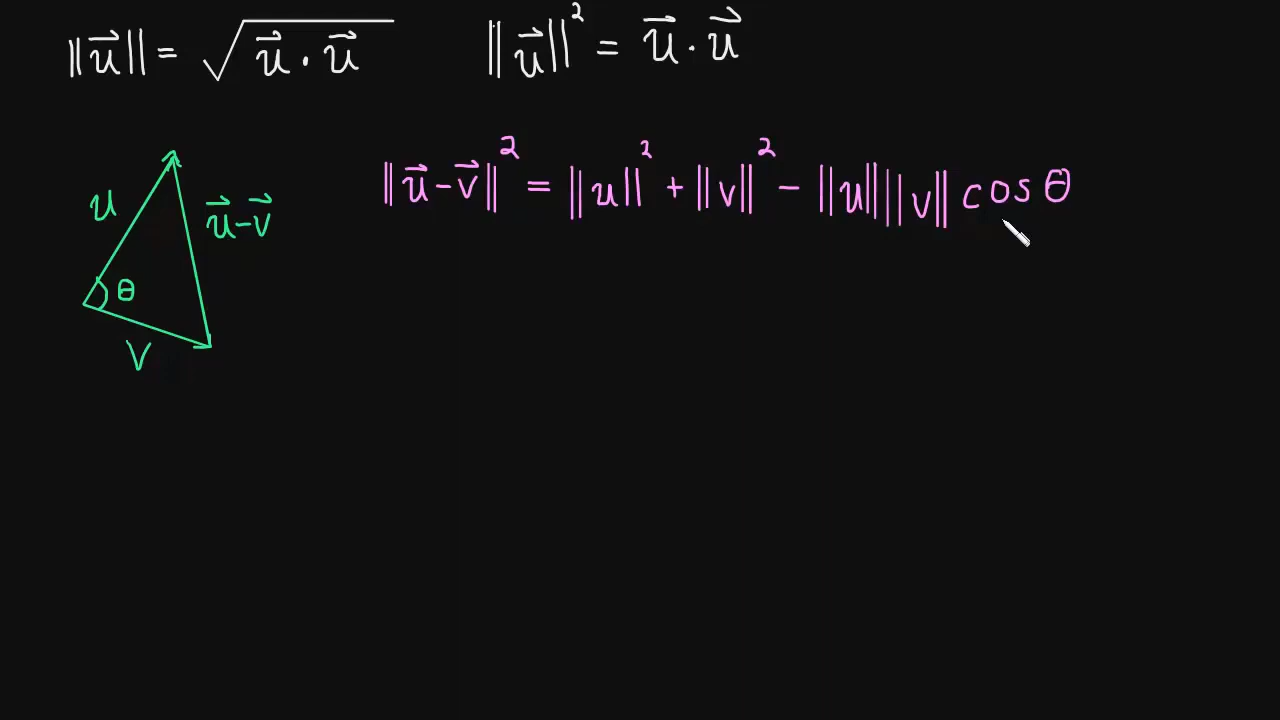 ‖u⃗‖ = √(u⃗ · u⃗)    ‖u⃗‖² = u⃗ · u⃗
‖u⃗−v⃗‖² = ‖u‖² + ‖v‖² − ‖u‖‖v‖ cos θ
u
u⃗−v⃗
θ
v